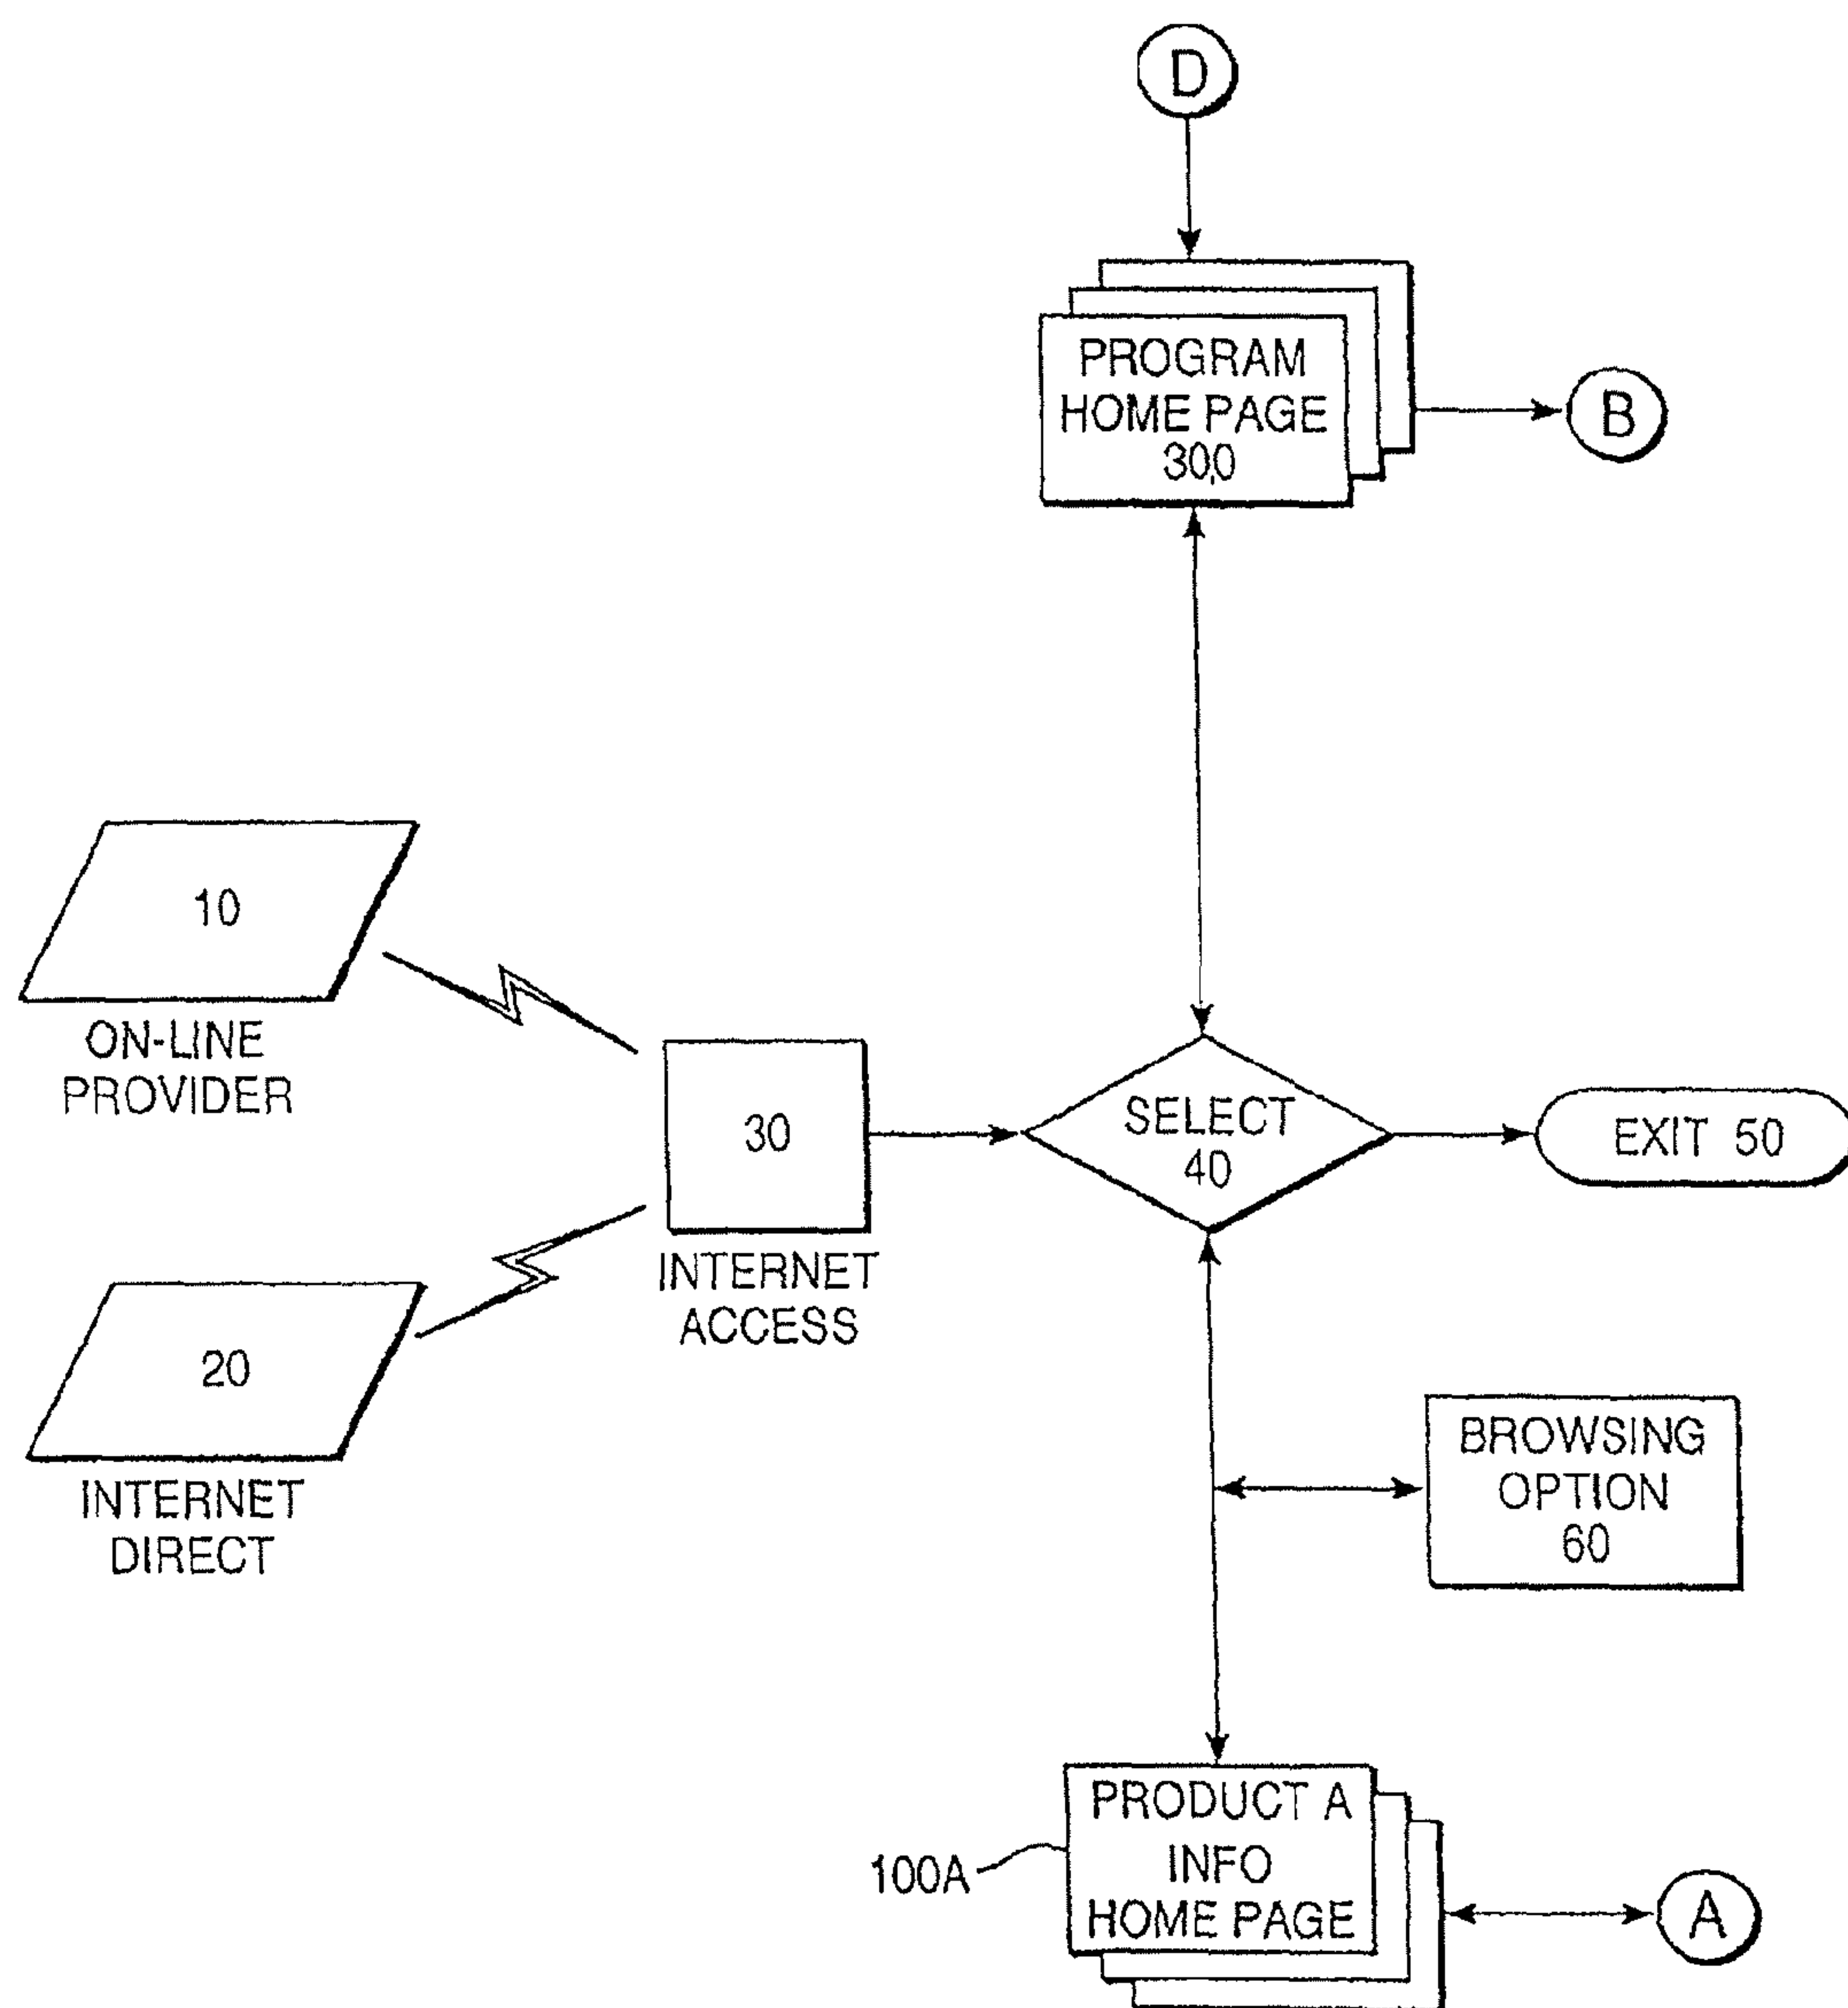 D
PROGRAM
HOME PAGE
300
B
10
ON-LINE
PROVIDER
30
INTERNET
ACCESS
SELECT
40
EXIT 50
20
INTERNET
DIRECT
BROWSING
OPTION
60
PRODUCT A
INFO
HOME PAGE
100A
A